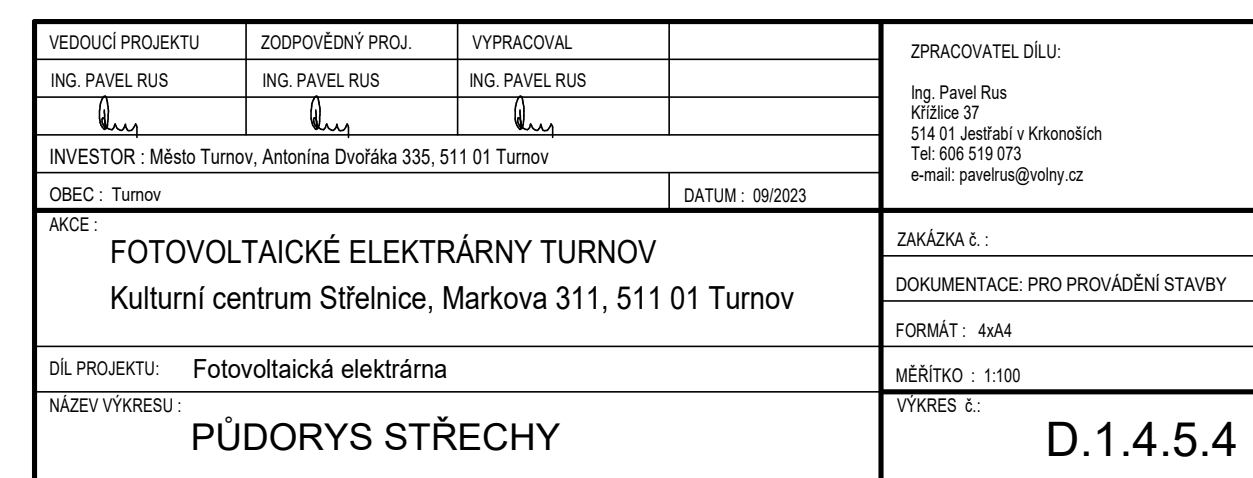 VEDOUCÍ PROJEKTU ZODPOVĚDNÝ PROJ. VYPRACOVAL
ING. PAVEL RUS ING. PAVEL RUS ING. PAVEL RUS
INVESTOR : Město Turnov, Antonína Dvořáka 335, 511 01 Turnov
OBEC : Turnov DATUM : 09/2023
ZPRACOVATEL DÍLU:
Ing. Pavel Rus
Křížlice 37
514 01 Jestřabí v Krkonoších
Tel: 606 519 073
e-mail: pavelrus@volny.cz
AKCE :
FOTOVOLTAICKÉ ELEKTRÁRNY TURNOV
Kulturní centrum Střelnice, Markova 311, 511 01 Turnov
ZAKÁZKA č. :
DOKUMENTACE: PRO PROVÁDĚNÍ STAVBY
FORMÁT : 4xA4
DÍL PROJEKTU: Fotovoltaická elektrárna
MĚŘÍTKO : 1:100
NÁZEV VÝKRESU :
PŮDORYS STŘECHY
VÝKRES č.:
D.1.4.5.4